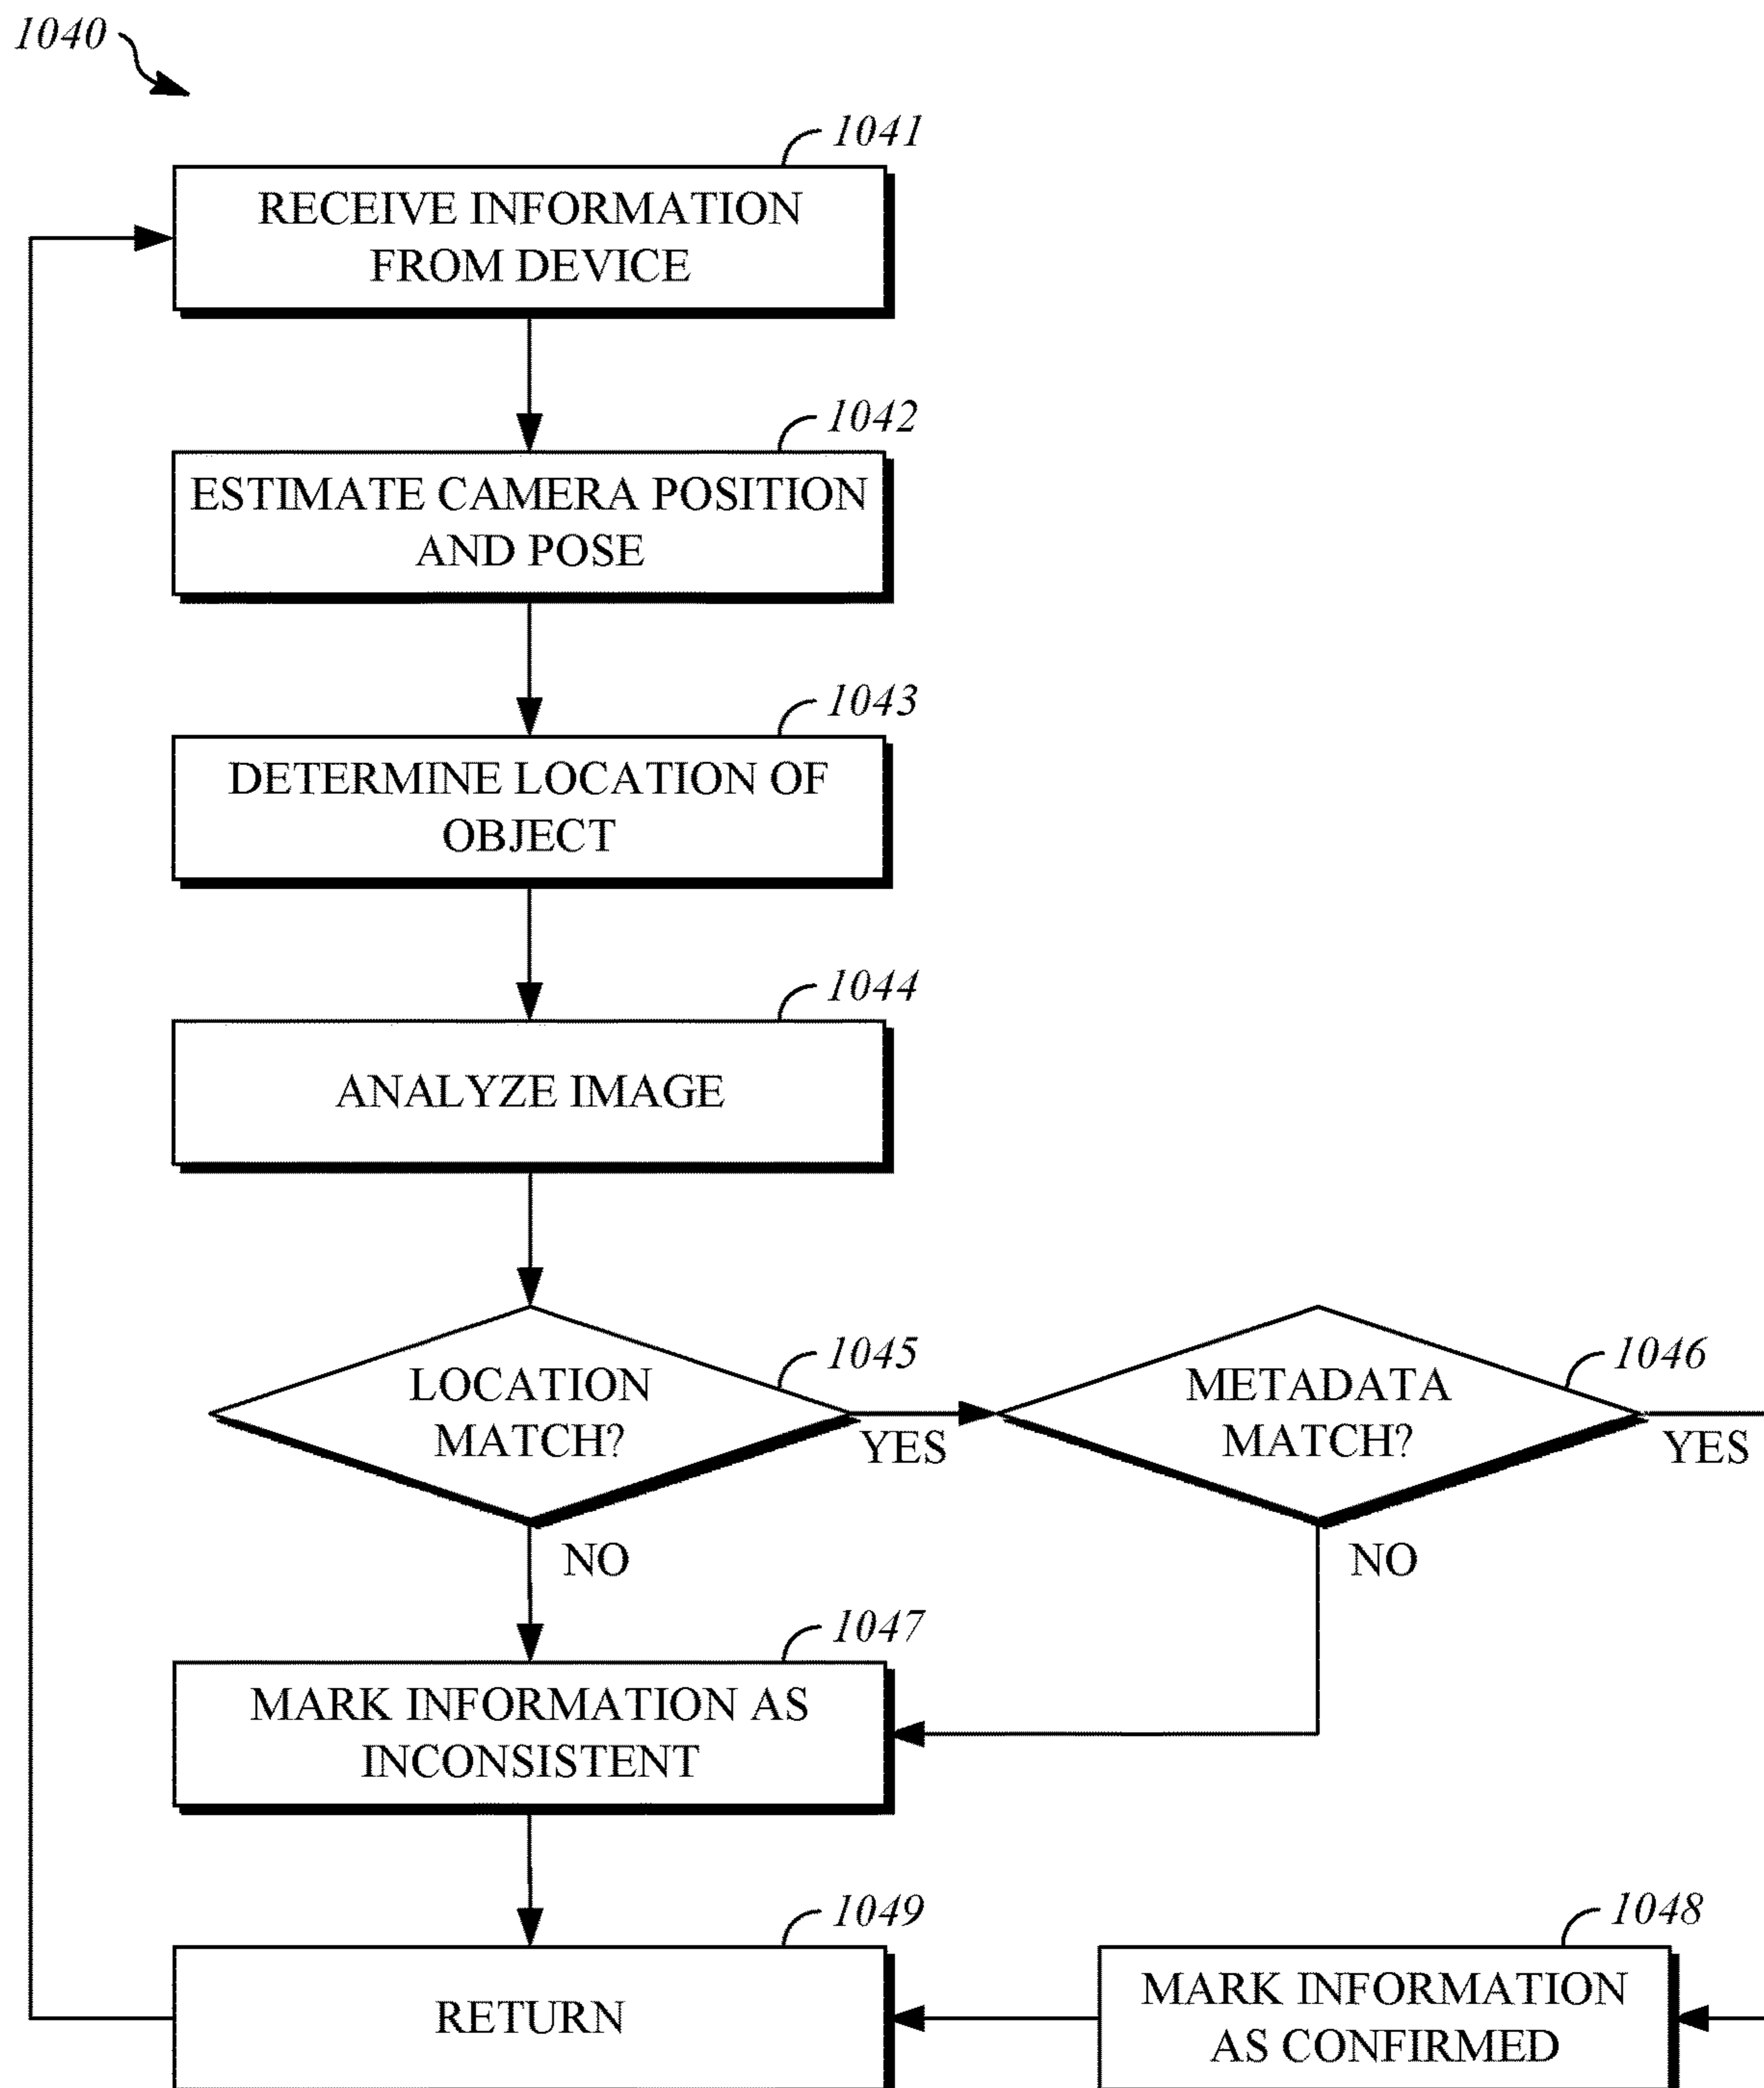 1040
1041
RECEIVE INFORMATION
FROM DEVICE
1042
ESTIMATE CAMERA POSITION
AND POSE
1043
DETERMINE LOCATION OF
OBJECT
1044
ANALYZE IMAGE
1045
LOCATION
MATCH?
YES
NO
1046
METADATA
MATCH?
YES
NO
1047
MARK INFORMATION AS
INCONSISTENT
1049
RETURN
1048
MARK INFORMATION
AS CONFIRMED